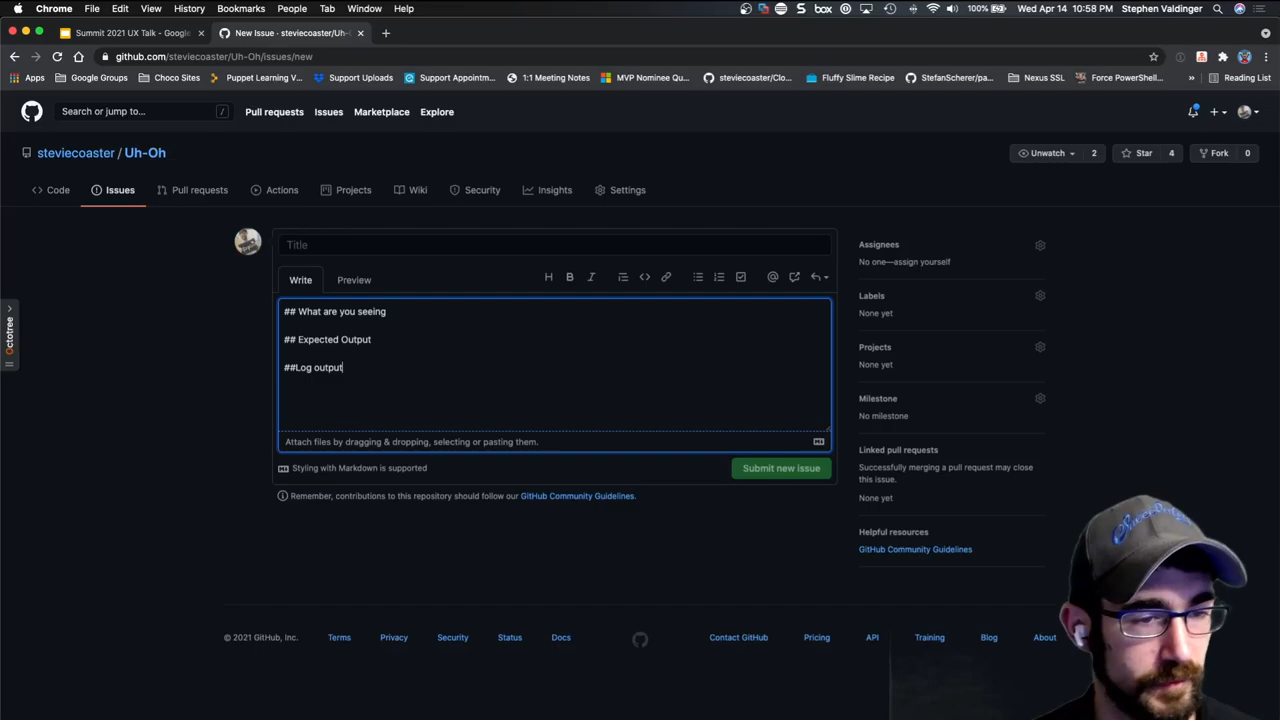 Chrome File Edit View History Bookmarks People Tab Window Help
box 100% Wed Apr 14 10:58 PM Stephen Valdinger
Summit 2021 UX Talk - Google
New Issue · steviecoaster/Uh-O
github.com/steviecoaster/Uh-Oh/issues/new
Apps Google Groups Choco Sites Puppet Learning V... Support Uploads Support Appointm... 1:1 Meeting Notes MVP Nominee Qu... steviecoaster/Clo... Fluffy Slime Recipe StefanScherer/pa... Nexus SSL Force PowerShell... » Reading List
Search or jump to... /
Pull requests Issues Marketplace Explore
steviecoaster / Uh-Oh
Unwatch 2 Star 4 Fork 0
Code Issues Pull requests Actions Projects Wiki Security Insights Settings
Title
Write Preview
## What are you seeing
## Expected Output
##Log output
Attach files by dragging & dropping, selecting or pasting them.
Styling with Markdown is supported
Submit new issue
Remember, contributions to this repository should follow our GitHub Community Guidelines.
Assignees
No one—assign yourself
Labels
None yet
Projects
None yet
Milestone
No milestone
Linked pull requests
Successfully merging a pull request may close
this issue.
None yet
Helpful resources
GitHub Community Guidelines
Octotree
© 2021 GitHub, Inc. Terms Privacy Security Status Docs Contact GitHub Pricing API Training Blog About